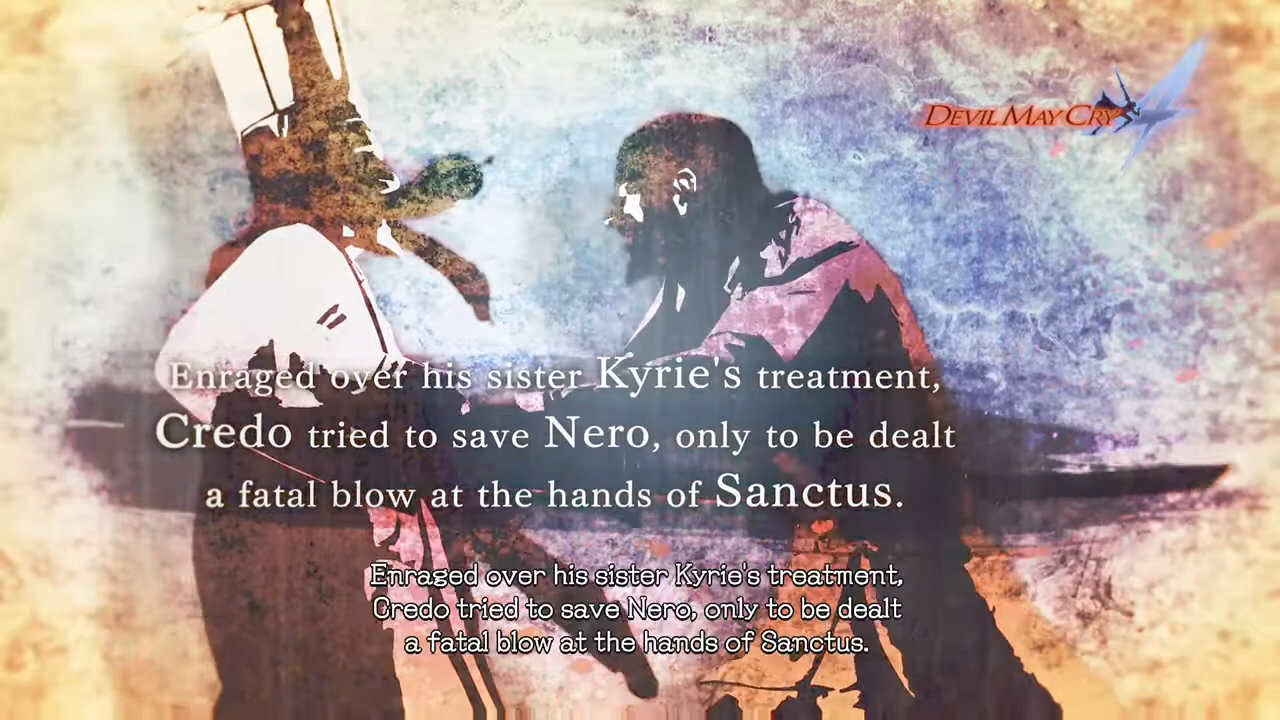 DEVIL MAY CRY 4
Enraged over his sister Kyrie's treatment,
Credo tried to save Nero, only to be dealt
a fatal blow at the hands of Sanctus.
Enraged over his sister Kyrie's treatment,
Credo tried to save Nero, only to be dealt
a fatal blow at the hands of Sanctus.